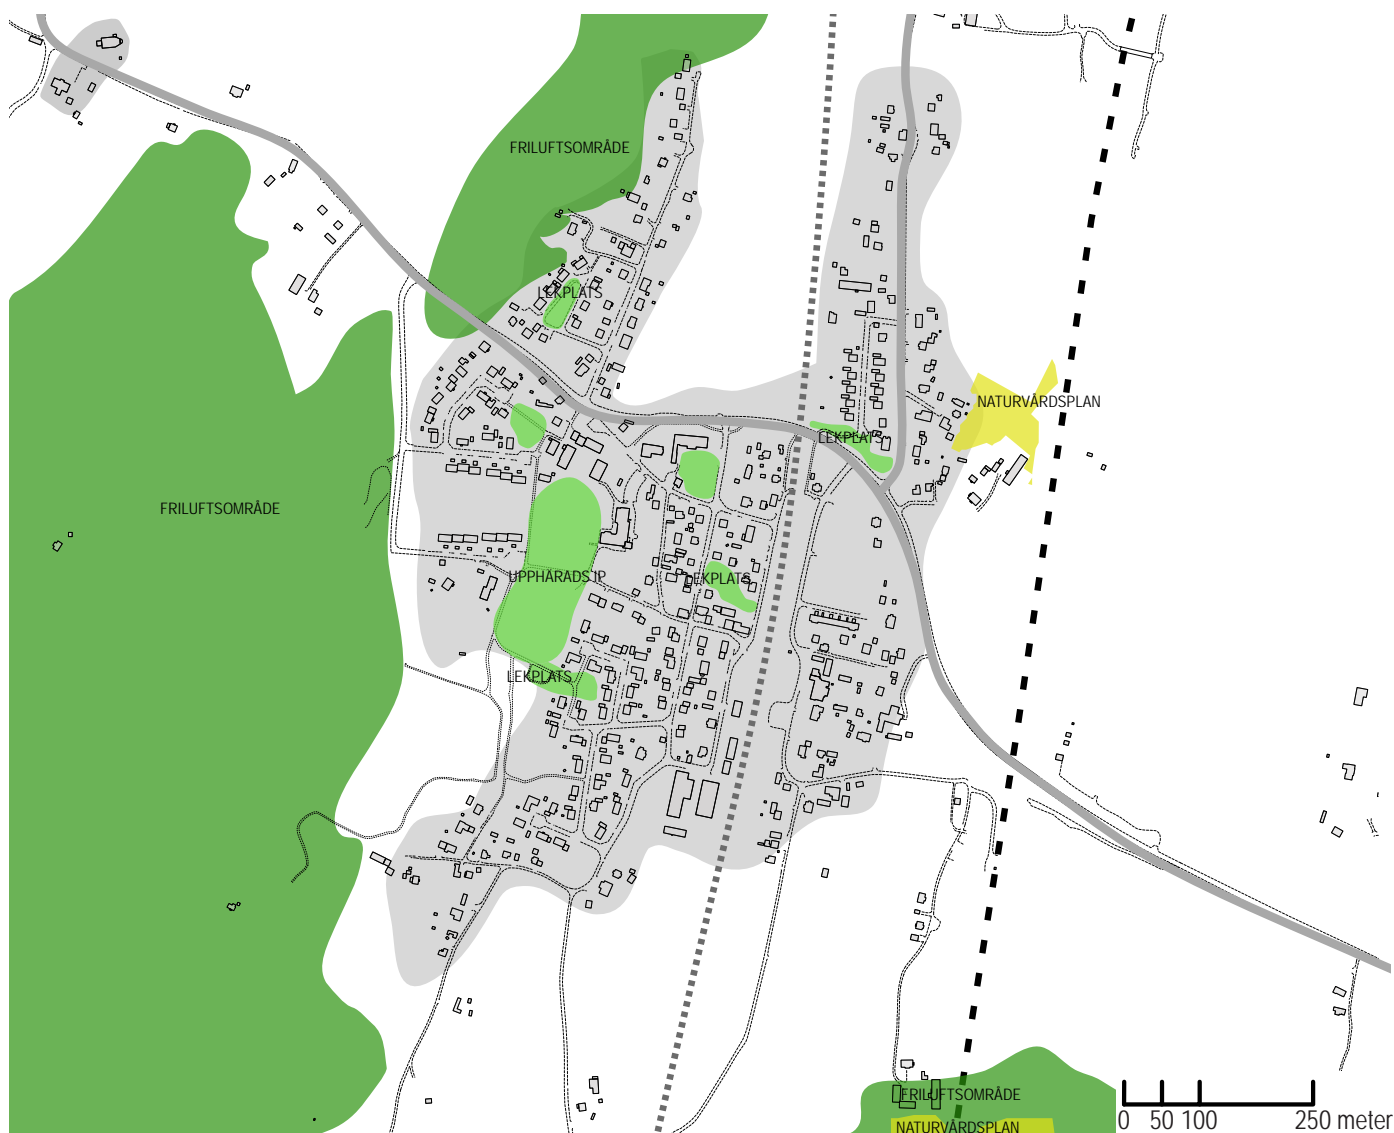 FRILUFTSOMRÅDE
LEKPLATS
NATURVÅRDSPLAN
LEKPLATS
FRILUFTSOMRÅDE
UPPHÄRADS IP
LEKPLATS
LEKPLATS
FRILUFTSOMRÅDE
NATURVÅRDSPLAN
0 50 100 250 meter